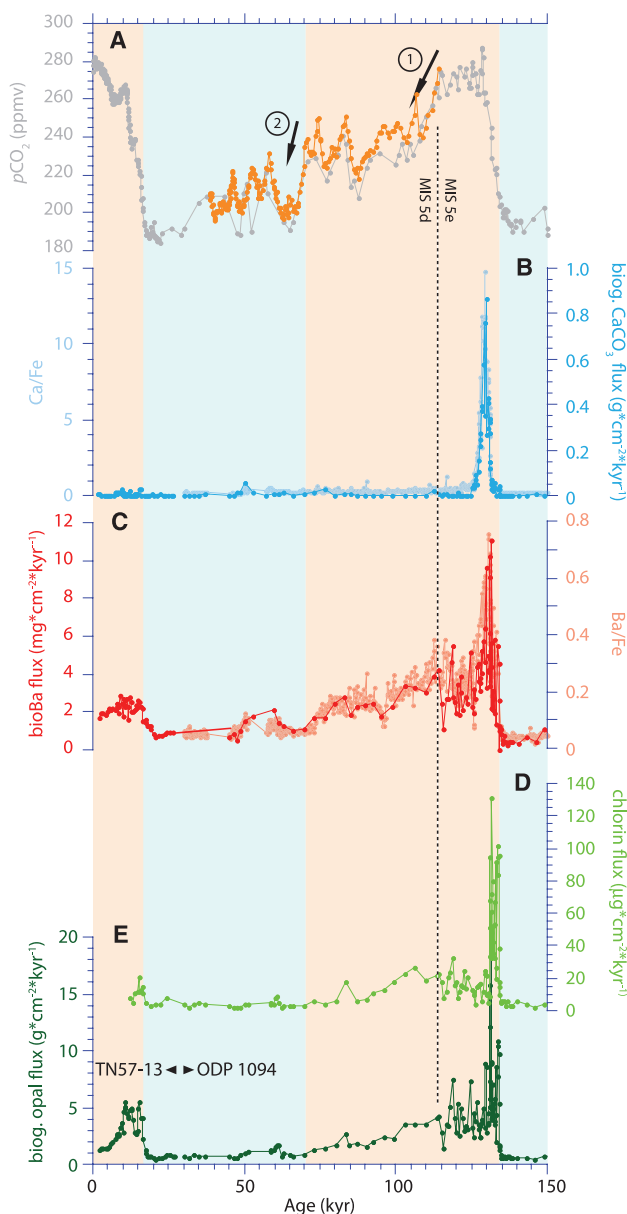 A
pCO₂ (ppmv)
300
280
260
240
220
200
180
1
2
MIS 5d
MIS 5e
B
Ca/Fe
15
10
5
0
biog. CaCO₃ flux (g*cm⁻²*kyr⁻¹)
1.0
0.8
0.6
0.4
0.2
0
C
bioBa flux (mg*cm⁻²*kyr⁻¹)
12
10
8
6
4
2
0
Ba/Fe
0.8
0.6
0.4
0.2
0
D
chlorin flux (µg*cm⁻²*kyr⁻¹)
140
120
100
80
60
40
20
0
E
biog. opal flux (g*cm⁻²*kyr⁻¹)
20
15
10
5
0
TN57-13 ◄ ► ODP 1094
0 50 100 150
Age (kyr)